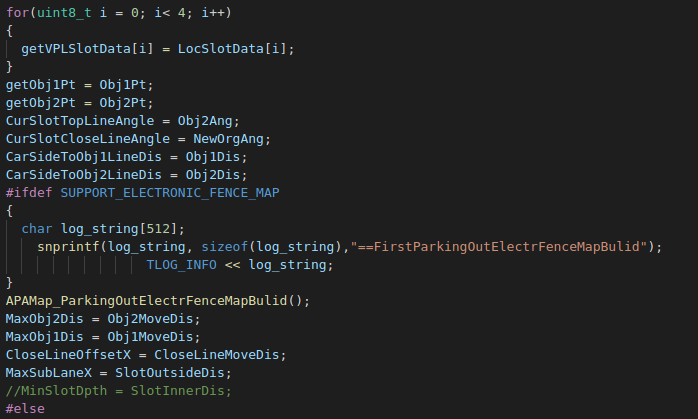 for(uint8_t i = 0; i< 4; i++)
{
  getVPLSlotData[i] = LocSlotData[i];
}
getObj1Pt = Obj1Pt;
getObj2Pt = Obj2Pt;
CurSlotTopLineAngle = Obj2Ang;
CurSlotCloseLineAngle = NewOrgAng;
CarSideToObj1LineDis = Obj1Dis;
CarSideToObj2LineDis = Obj2Dis;
#ifdef SUPPORT_ELECTRONIC_FENCE_MAP
{
  char log_string[512];
    snprintf(log_string, sizeof(log_string),"==FirstParkingOutElectrFenceMapBulid");
                  TLOG_INFO << log_string;
}
APAMap_ParkingOutElectrFenceMapBulid();
MaxObj2Dis = Obj2MoveDis;
MaxObj1Dis = Obj1MoveDis;
CloseLineOffsetX = CloseLineMoveDis;
MaxSubLaneX = SlotOutsideDis;
//MinSlotDpth = SlotInnerDis;
#else